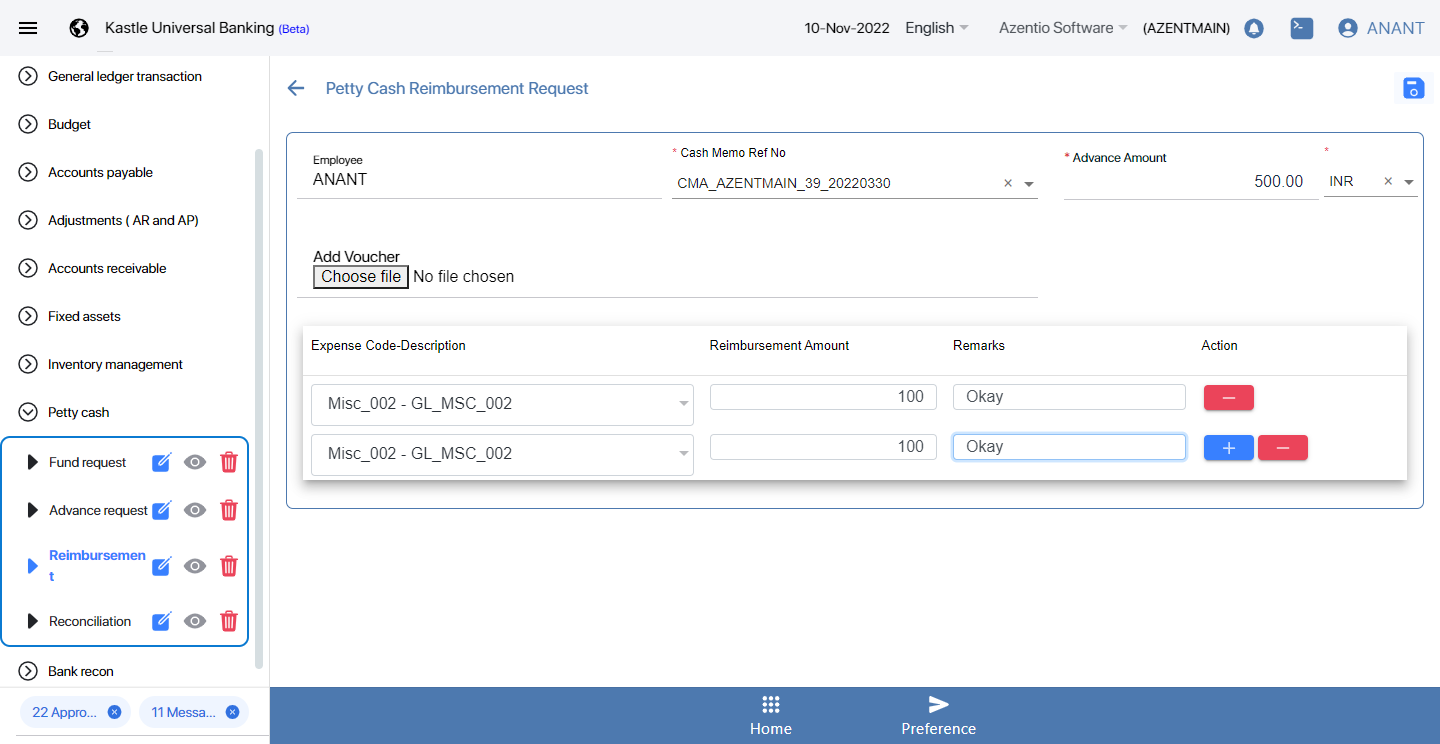 Kastle Universal Banking (Beta)
10-Nov-2022 English Azentio Software (AZENTMAIN) ANANT
General ledger transaction
Budget
Accounts payable
Adjustments ( AR and AP)
Accounts receivable
Fixed assets
Inventory management
Petty cash
Fund request
Advance request
Reimbursemen
t
Reconciliation
Bank recon
22 Appro...
11 Messa...
Petty Cash Reimbursement Request
Employee
ANANT
* Cash Memo Ref No
CMA_AZENTMAIN_39_20220330 ×
* Advance Amount
500.00
*
INR ×
Add Voucher
Choose file No file chosen
Expense Code-Description Reimbursement Amount Remarks Action
Misc_002 - GL_MSC_002 100 Okay
Misc_002 - GL_MSC_002 100 Okay
Home
Preference